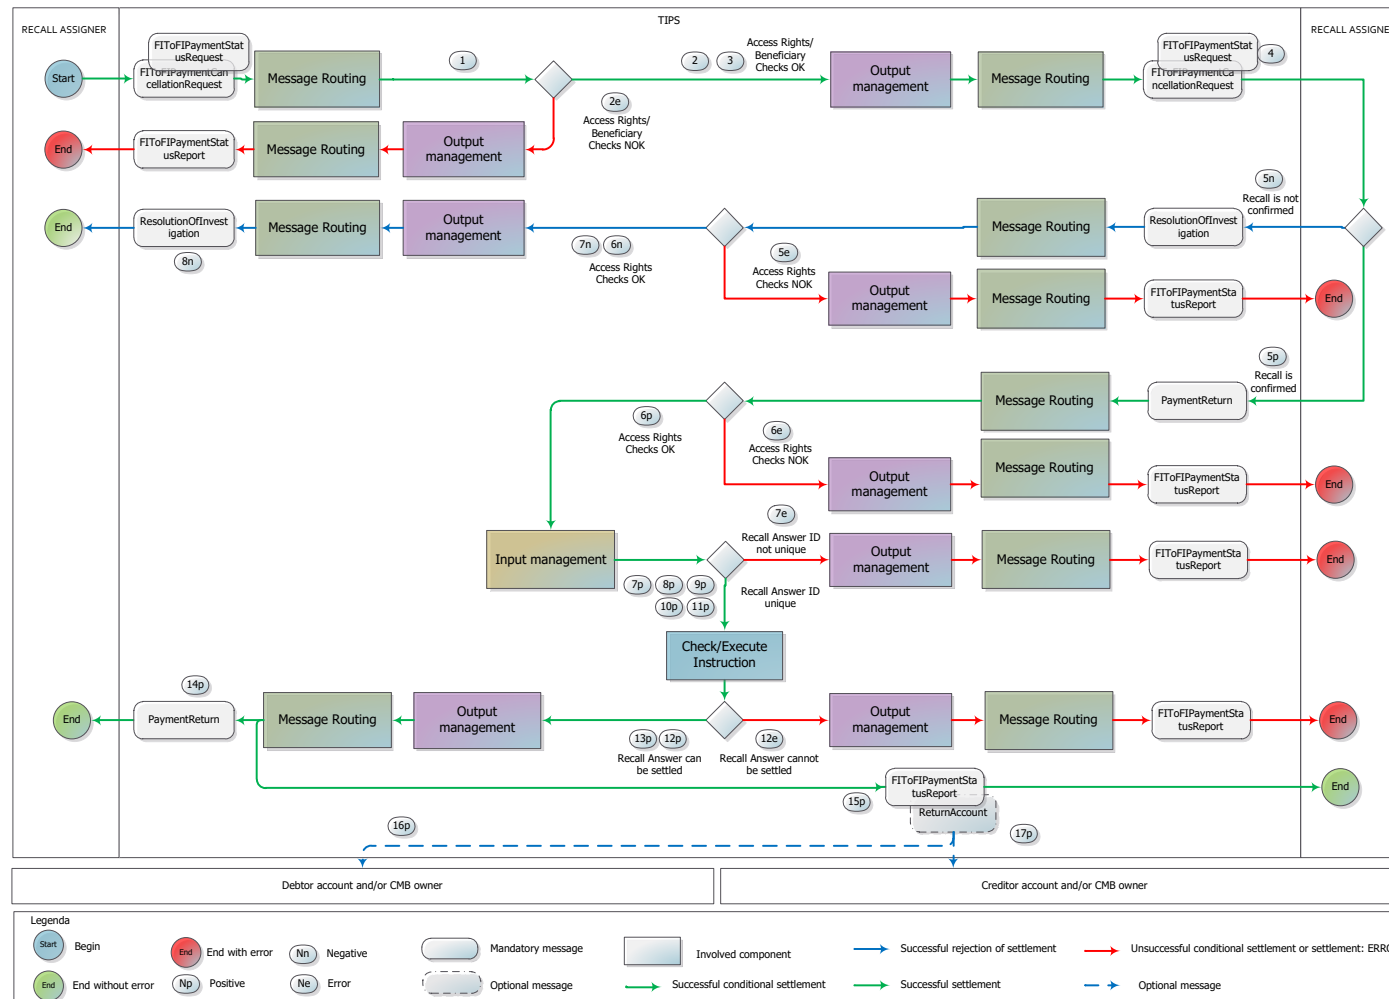 RECALL ASSIGNER
TIPS
RECALL ASSIGNE
Start
FIToFIPaymentStat
usRequest
FIToFIPaymentCan
cellationRequest
Message Routing
1
2
3
Access Rights/
Beneficiary
Checks OK
Output
management
Message Routing
FIToFIPaymentStat
usRequest
FIToFIPaymentCa
ncellationRequest
4
2e
Access Rights/
Beneficiary
Checks NOK
End
FIToFIPaymentStat
usReport
Message Routing
Output
management
5n
Recall is not
confirmed
End
ResolutionOfInvest
igation
8n
Message Routing
Output
management
7n
6n
Access Rights
Checks OK
5e
Access Rights
Checks NOK
Message Routing
ResolutionOfInvest
igation
Output
management
Message Routing
FIToFIPaymentSta
tusReport
End
5p
Recall is
confirmed
Message Routing
PaymentReturn
6p
Access Rights
Checks OK
6e
Access Rights
Checks NOK
Output
management
Message Routing
FIToFIPaymentSta
tusReport
End
7e
Recall Answer ID
not unique
Input management
Output
management
Message Routing
FIToFIPaymentSta
tusReport
End
7p
8p
9p
10p
11p
Recall Answer ID
unique
Check/Execute
Instruction
14p
End
PaymentReturn
Message Routing
Output
management
13p
12p
Recall Answer can
be settled
12e
Recall Answer cannot
be settled
Output
management
Message Routing
FIToFIPaymentSta
tusReport
End
FIToFIPaymentSta
tusReport
ReturnAccount
End
15p
16p
17p
Debtor account and/or CMB owner
Creditor account and/or CMB owner
Legenda
Start
Begin
End
End with error
Nn
Negative
Mandatory message
Involved component
Successful rejection of settlement
Unsuccessful conditional settlement or settlement: ERRO
End
End without error
Np
Positive
Ne
Error
Optional message
Successful conditional settlement
Successful settlement
Optional message